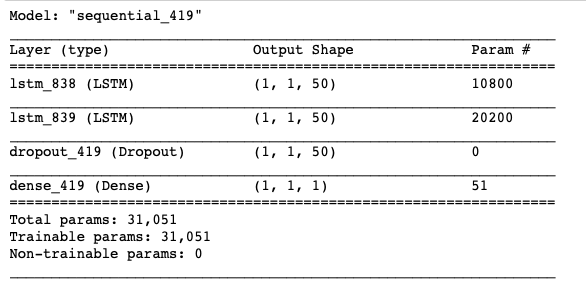 Model: "sequential_419"
Layer (type) Output Shape Param #
lstm_838 (LSTM) (1, 1, 50) 10800
lstm_839 (LSTM) (1, 1, 50) 20200
dropout_419 (Dropout) (1, 1, 50) 0
dense_419 (Dense) (1, 1, 1) 51
Total params: 31,051
Trainable params: 31,051
Non-trainable params: 0